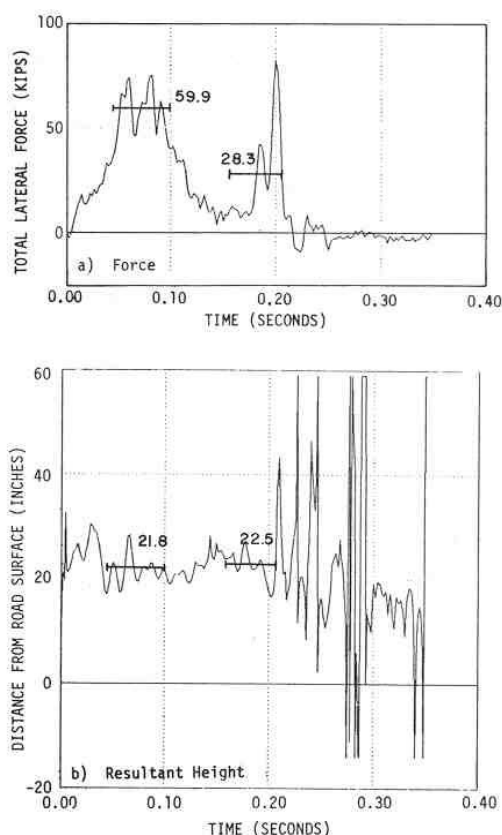 100
50
0
TOTAL LATERAL FORCE (KIPS)
59.9
28.3
a) Force
0.00 0.10 0.20 0.30 0.40
TIME (SECONDS)
60
40
20
0
-20
DISTANCE FROM ROAD SURFACE (INCHES)
21.8
22.5
b) Resultant Height
0.00 0.10 0.20 0.30 0.40
TIME (SECONDS)